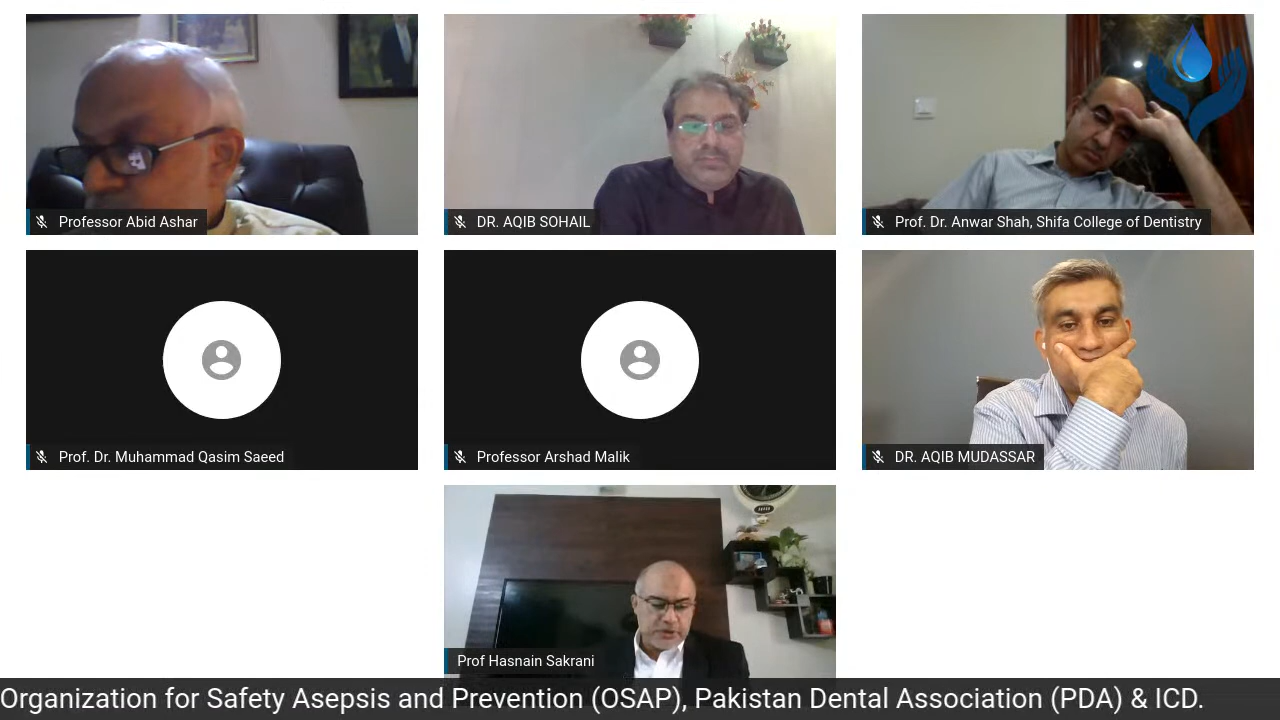 Professor Abid Ashar
DR. AQIB SOHAIL
Prof. Dr. Anwar Shah, Shifa College of Dentistry
Prof. Dr. Muhammad Qasim Saeed
Professor Arshad Malik
DR. AQIB MUDASSAR
Prof Hasnain Sakrani
Organization for Safety Asepsis and Prevention (OSAP), Pakistan Dental Association (PDA) & ICD.